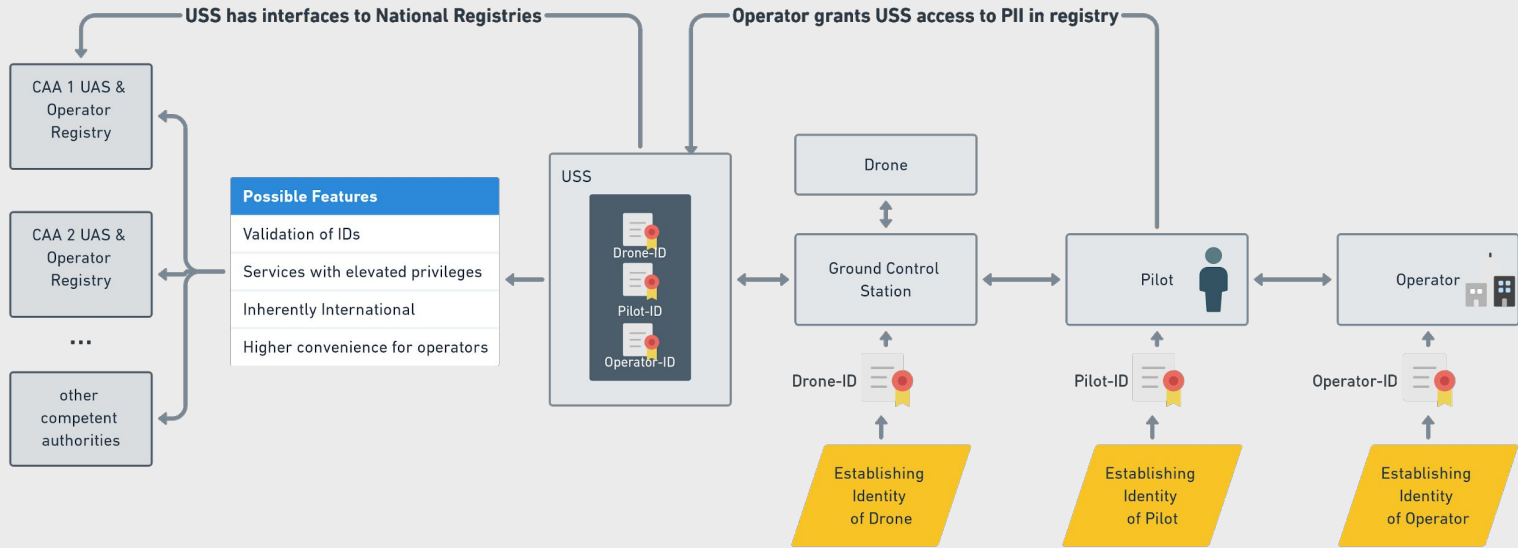 USS has interfaces to National Registries
Operator grants USS access to PII in registry
CAA 1 UAS &
Operator
Registry
CAA 2 UAS &
Operator
Registry
...
other
competent
authorities
Possible Features
Validation of IDs
Services with elevated privileges
Inherently International
Higher convenience for operators
USS
Drone-ID
Pilot-ID
Operator-ID
Drone
Ground Control
Station
Pilot
Operator
Drone-ID
Pilot-ID
Operator-ID
Establishing
Identity
of Drone
Establishing
Identity
of Pilot
Establishing
Identity
of Operator